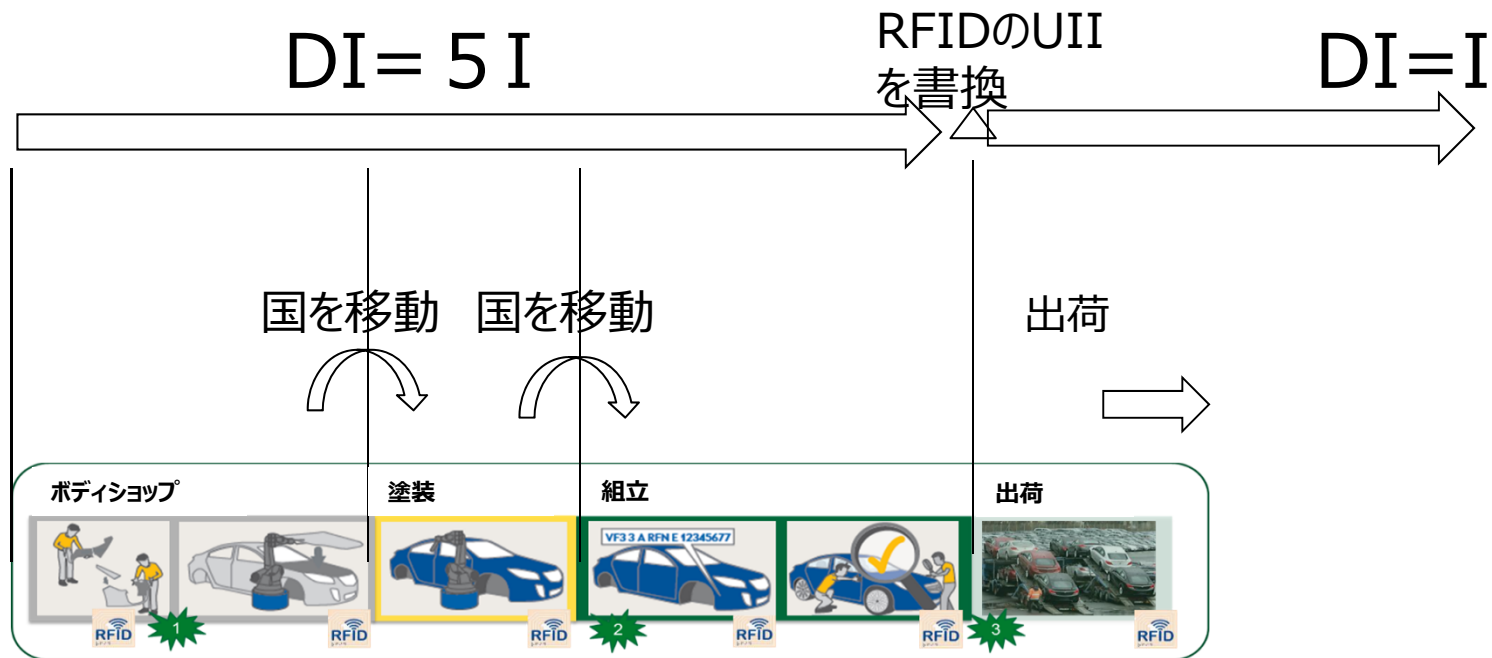 DI=５I
RFIDのUII
を書換
DI=I
国を移動
国を移動
出荷
ボディショップ
塗装
組立
出荷
VF3 3 A RFN E 12345677
RFID
1
RFID
RFID
2
RFID
RFID
3
RFID